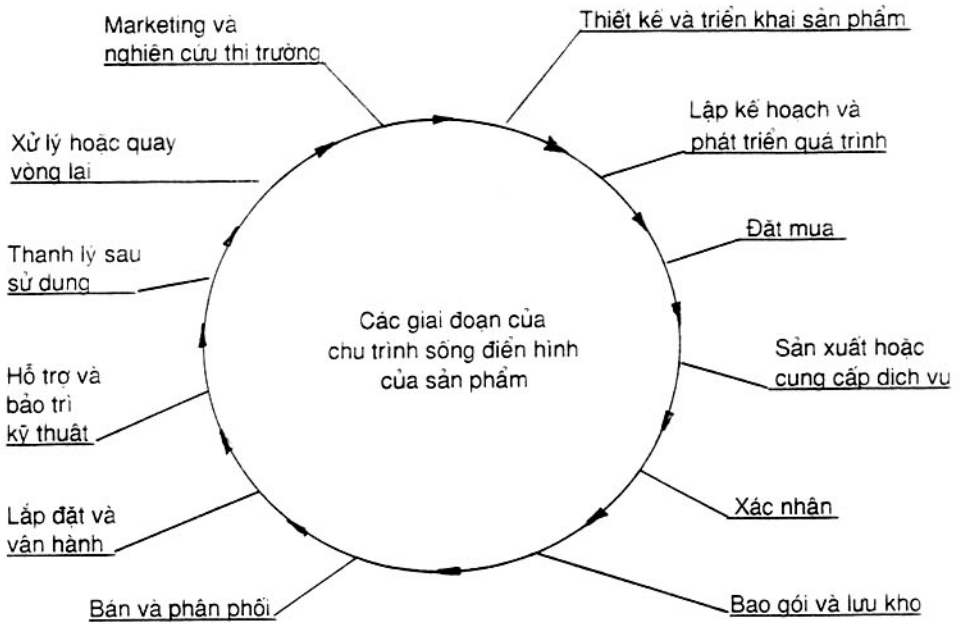 Marketing và
nghiên cứu thị trường
Thiết kế và triển khai sản phẩm
Lập kế hoạch và
phát triển quá trình
Đặt mua
Sản xuất hoặc
cung cấp dịch vụ
Xác nhận
Bao gói và lưu kho
Bán và phân phối
Lắp đặt và
vận hành
Hỗ trợ và
bảo trì
kỹ thuật
Thanh lý sau
sử dụng
Xử lý hoặc quay
vòng lại
Các giai đoạn của
chu trình sống điển hình
của sản phẩm